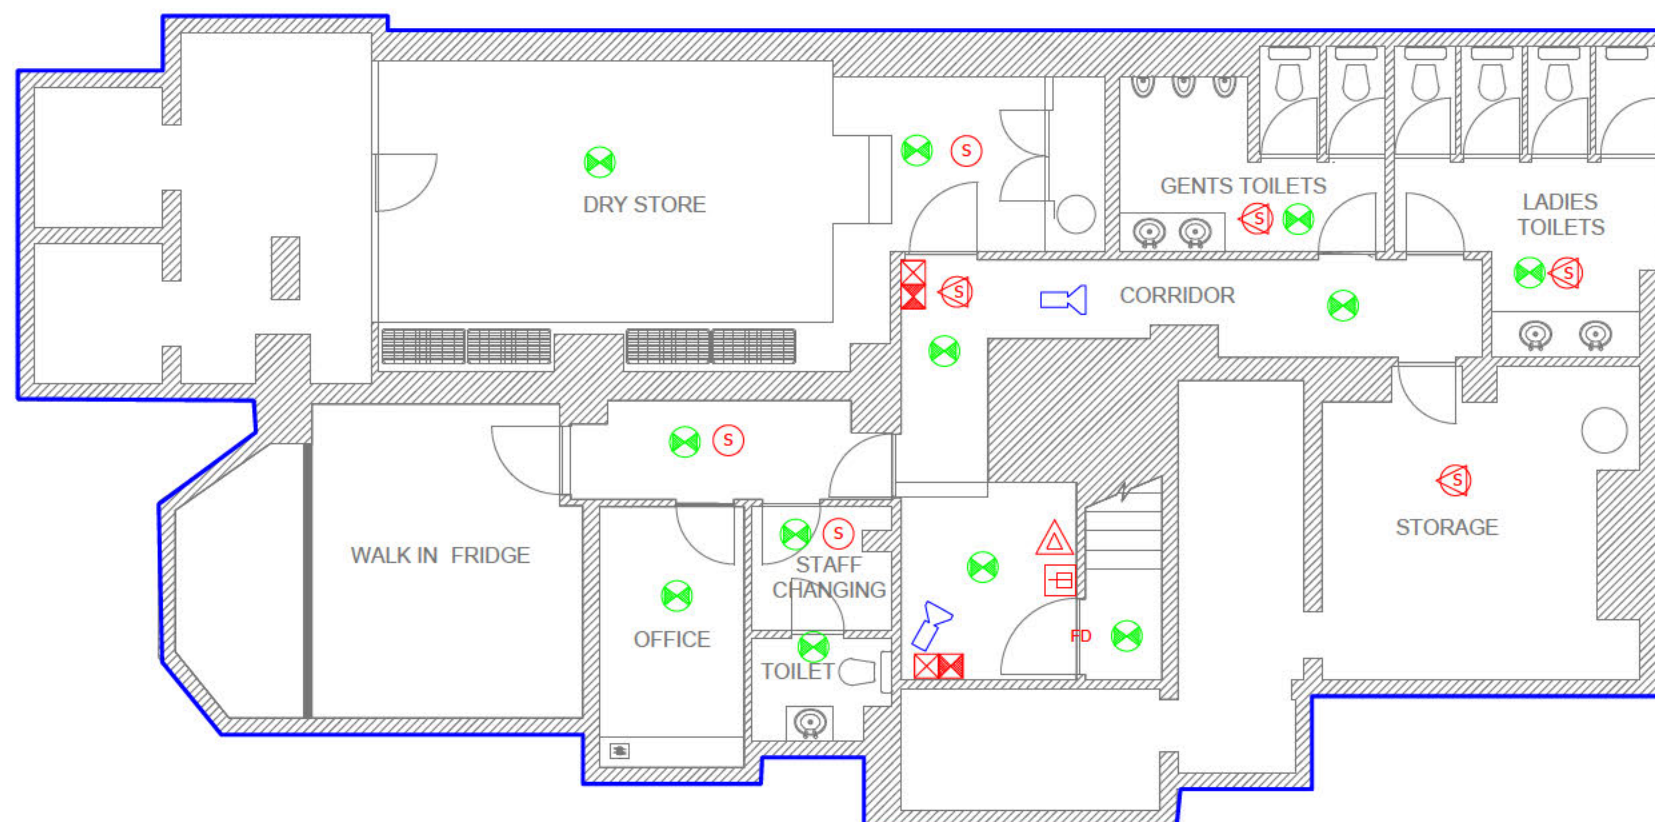 S
DRY STORE
GENTS TOILETS
S
LADIES
TOILETS
S
S
CORRIDOR
S
S
STORAGE
WALK IN FRIDGE
S
STAFF
CHANGING
OFFICE
FD
TOILET